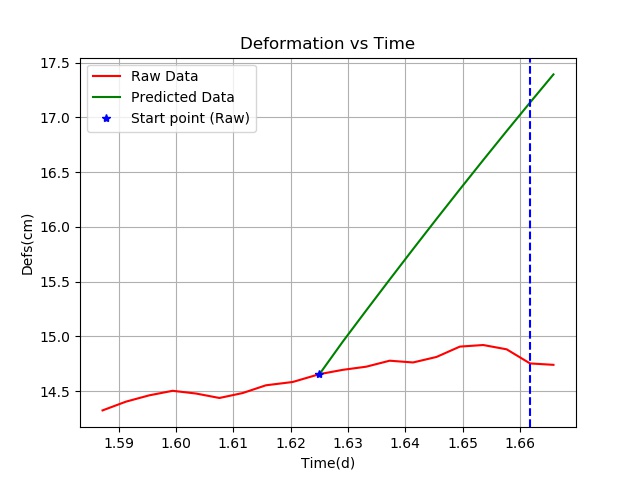 Deformation vs Time
Raw Data
Predicted Data
Start point (Raw)
Defs(cm)
17.5
17.0
16.5
16.0
15.5
15.0
14.5
1.59 1.60 1.61 1.62 1.63 1.64 1.65 1.66
Time(d)